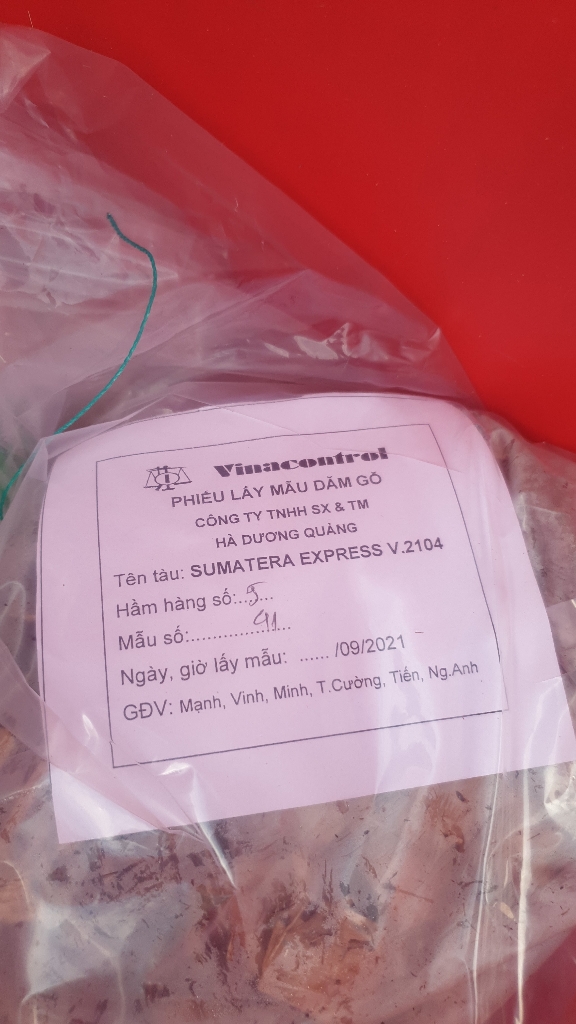 Vinacontrol
PHIẾU LẤY MẪU DĂM GỖ
CÔNG TY TNHH SX & TM
HÀ DƯƠNG QUẢNG
Tên tàu: SUMATERA EXPRESS V.2104
Hầm hàng số:..5...
Mẫu số:..................41...
Ngày, giờ lấy mẫu: ...... /09/2021
GĐV: Mạnh, Vinh, Minh, T.Cường, Tiến, Ng.Anh